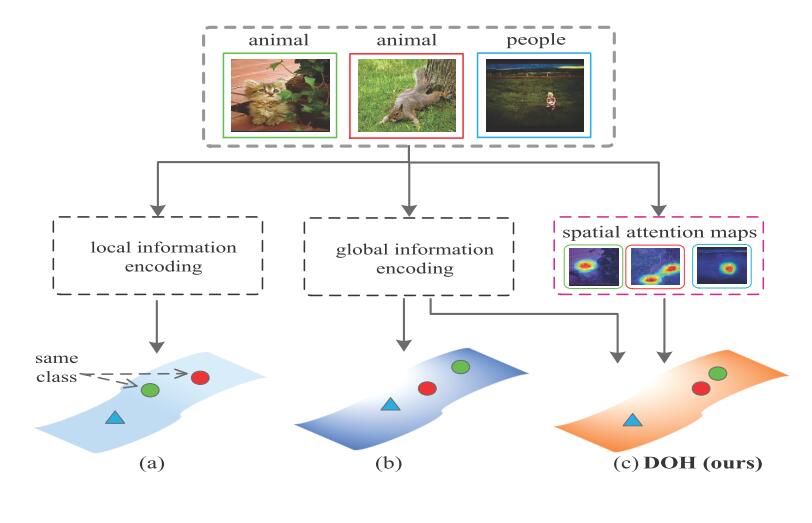 animal animal people
local information
encoding
global information
encoding
spatial attention maps
same
class
(a) (b) (c) DOH (ours)